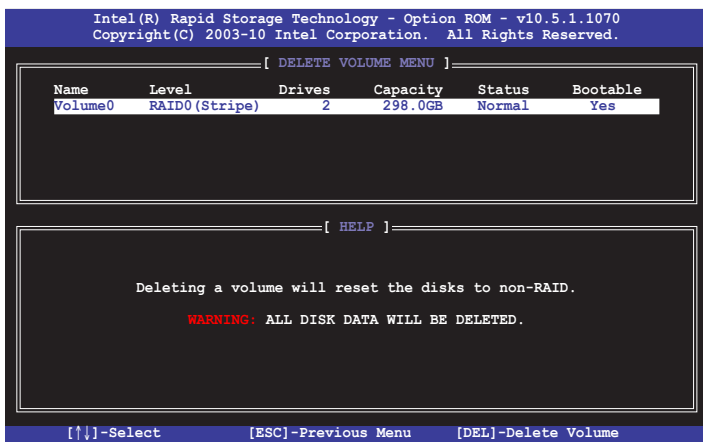 Intel(R) Rapid Storage Technology - Option ROM - v10.5.1.1070
Copyright(C) 2003-10 Intel Corporation. All Rights Reserved.
[ DELETE VOLUME MENU ]
Name Level Drives Capacity Status Bootable
Volume0 RAID0(Stripe) 2 298.0GB Normal Yes
[ HELP ]
Deleting a volume will reset the disks to non-RAID.
WARNING: ALL DISK DATA WILL BE DELETED.
[↑↓]-Select [ESC]-Previous Menu [DEL]-Delete Volume